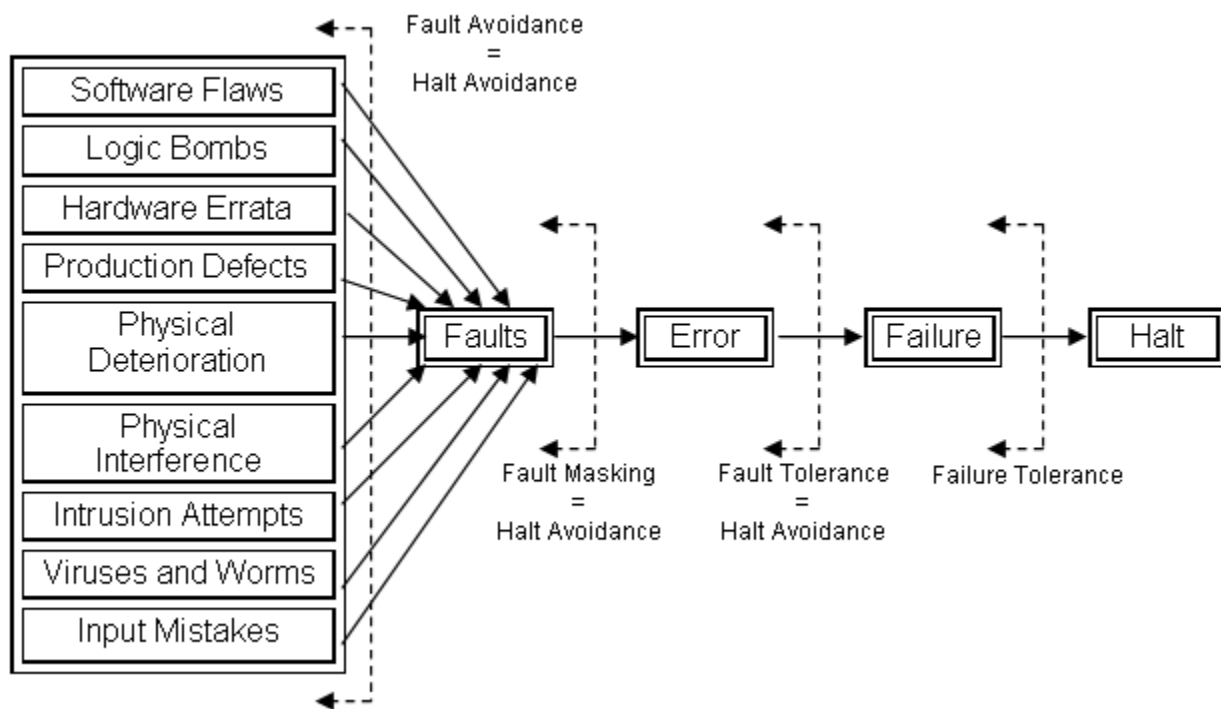 Fault Avoidance
=
Halt Avoidance
Software Flaws
Logic Bombs
Hardware Errata
Production Defects
Physical
Deterioration
Physical
Interference
Intrusion Attempts
Viruses and Worms
Input Mistakes
Faults
Error
Failure
Halt
Fault Masking
=
Halt Avoidance
Fault Tolerance
=
Halt Avoidance
Failure Tolerance